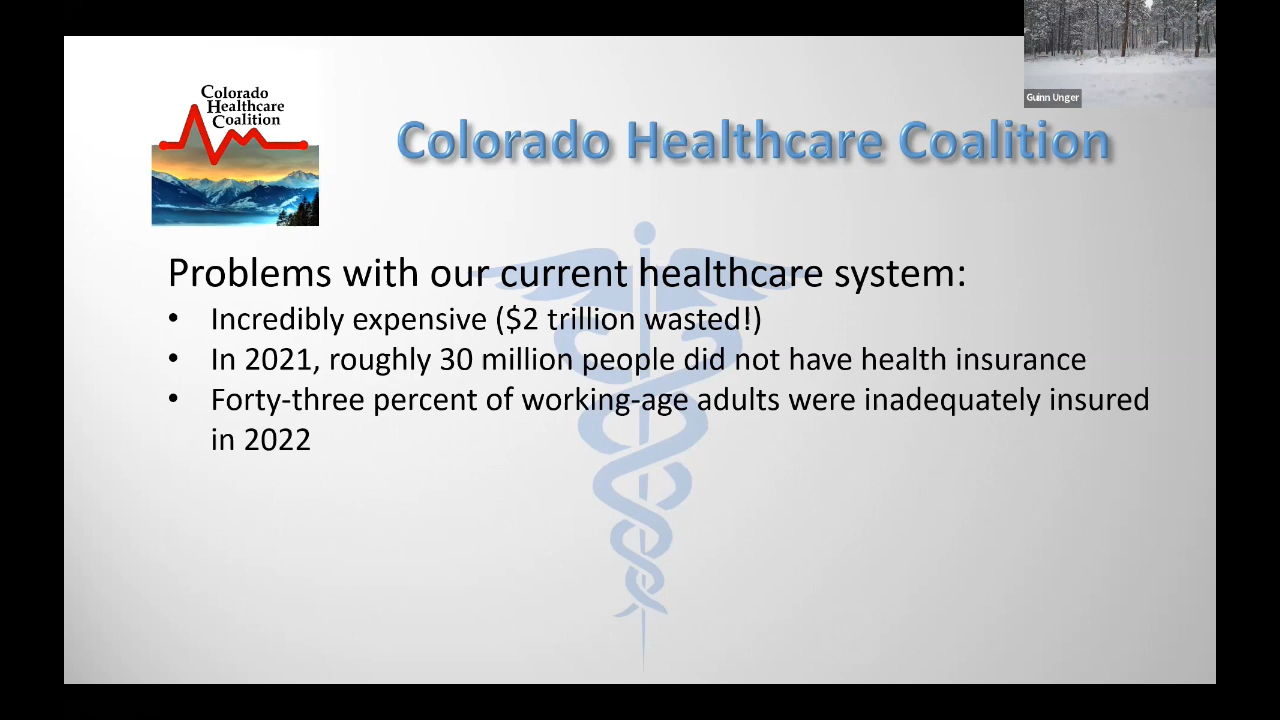 Guinn Unger
Colorado
Healthcare
Coalition
Colorado Healthcare Coalition
Problems with our current healthcare system:
• Incredibly expensive ($2 trillion wasted!)
• In 2021, roughly 30 million people did not have health insurance
• Forty-three percent of working-age adults were inadequately insured
in 2022